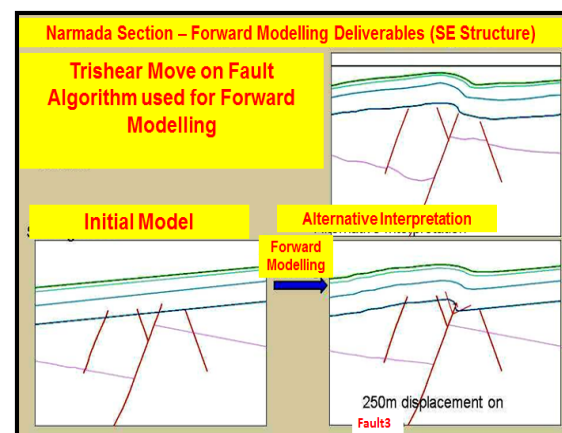 Narmada Section – Forward Modelling Deliverables (SE Structure)
Trishear Move on Fault
Algorithm used for Forward
Modelling
Initial Model
Alternative Interpretation
Forward
Modelling
250m displacement on
Fault3